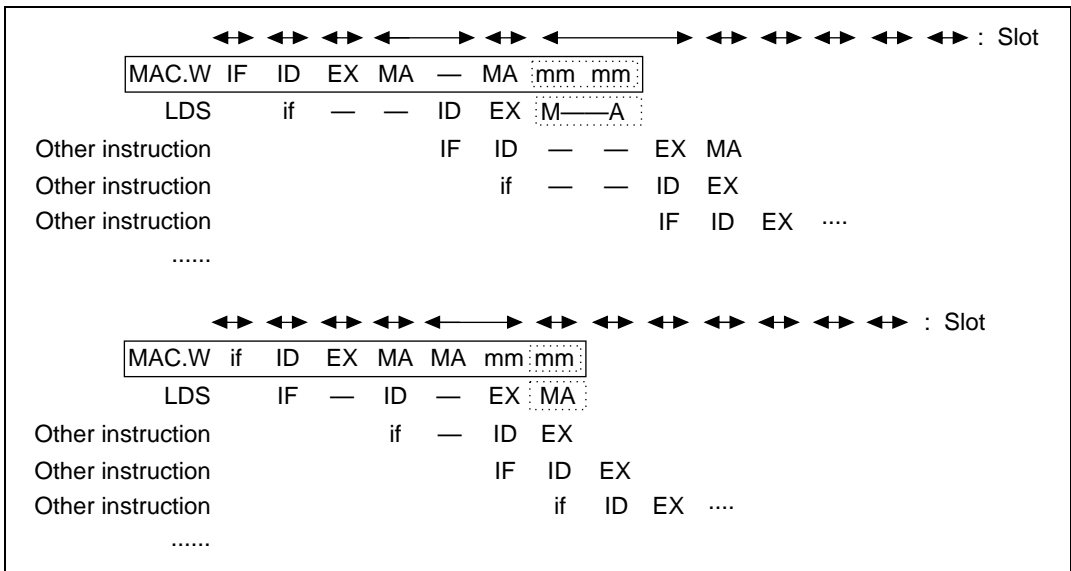 : Slot
MAC.W IF ID EX MA — MA mm mm
LDS if — — ID EX M——A
Other instruction IF ID — — EX MA
Other instruction if — — ID EX
Other instruction IF ID EX ....
......
: Slot
MAC.W if ID EX MA MA mm mm
LDS IF — ID — EX MA
Other instruction if — ID EX
Other instruction IF ID EX
Other instruction if ID EX ....
......